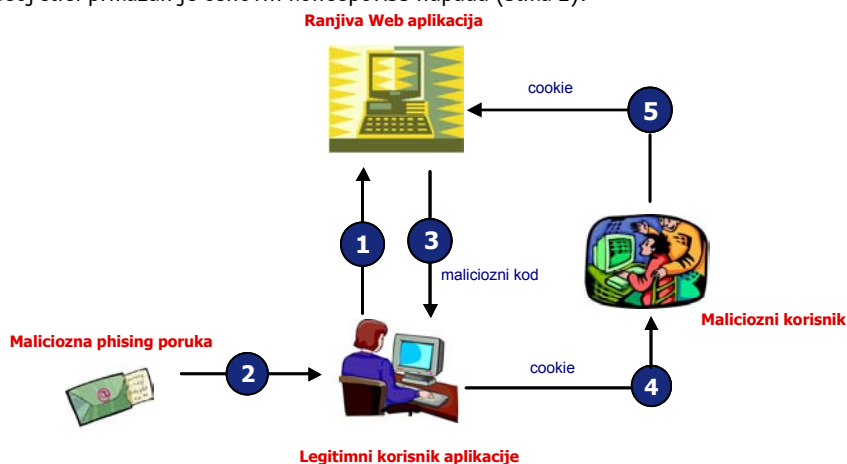 Ranjiva Web aplikacija
cookie
5
1
3
maliciozni kod
Maliciozni korisnik
Maliciozna phising poruka
@
2
cookie
4
Legitimni korisnik aplikacije